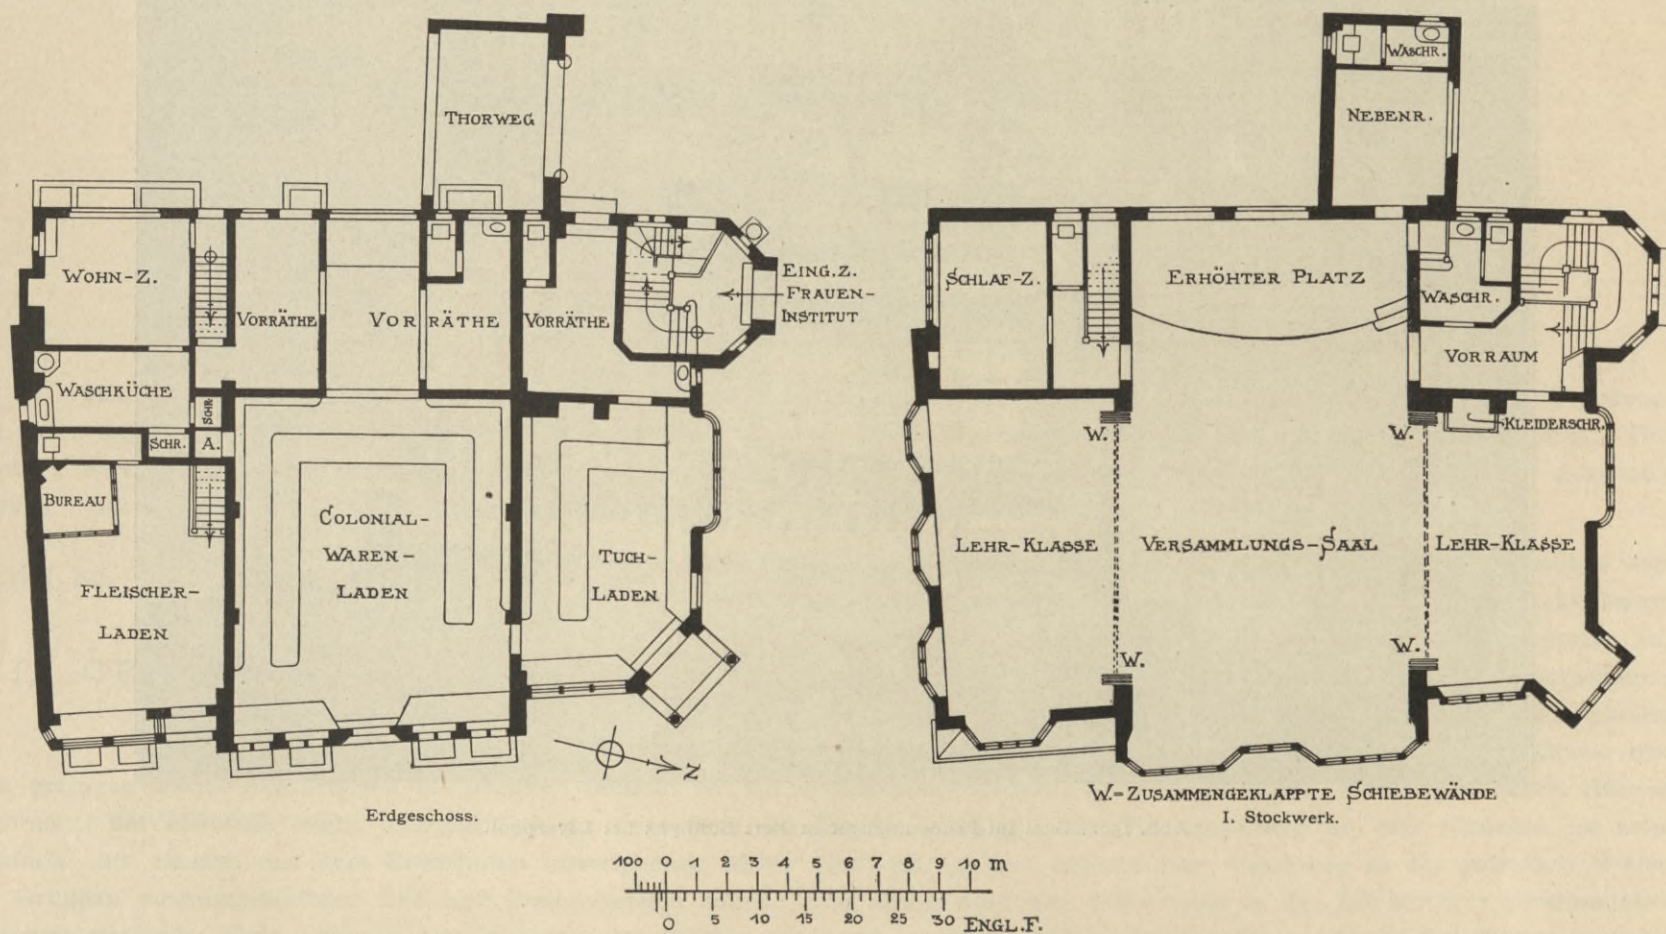 THORWEG
WOHN-Z.
VORRÄTHE
VORRÄTHE
VORRÄTHE
EING. Z.
FRAUEN-
INSTITUT
WASCHKÜCHE
SCHR.
SCHR.
A.
BUREAU
FLEISCHER-
LADEN
COLONIAL-
WAREN-
LADEN
TUCH-
LADEN
N
Erdgeschoss.
WASCHR.
NEBENR.
SCHLAF-Z.
ERHÖHTER PLATZ
WASCHR.
VORRAUM
W.
W.
KLEIDERSCHR.
LEHR-KLASSE
VERSAMMLUNGS-SAAL
LEHR-KLASSE
W.
W.
W.=ZUSAMMENGEKLAPPTE SCHIEBEWÄNDE
I. Stockwerk.
100 0 1 2 3 4 5 6 7 8 9 10 m
0 5 10 15 20 25 30 ENGL. F.